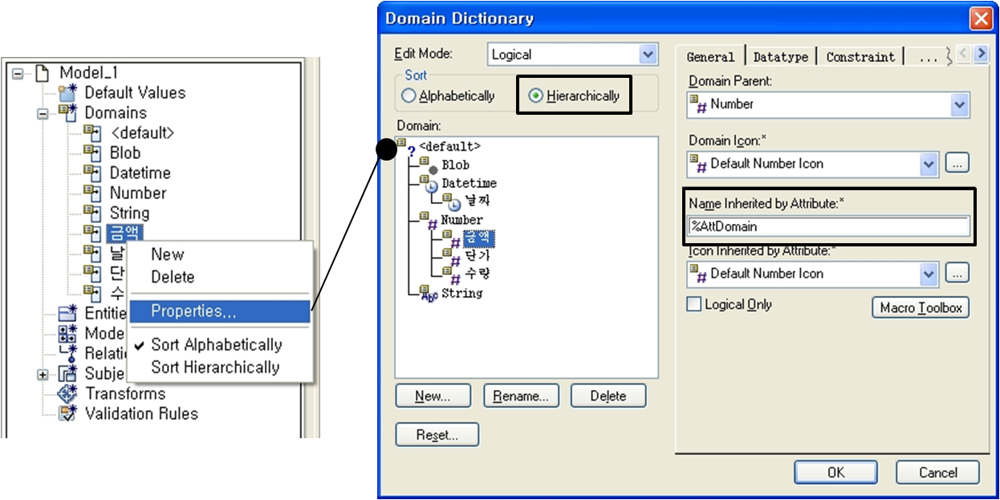 Model_1
Default Values
Domains
<default>
Blob
Datetime
Number
String
금액
날
단
수
Entitie
Mode
Relati
Subje
Transforms
Validation Rules
New
Delete
Properties...
Sort Alphabetically
Sort Hierarchically
Domain Dictionary
Edit Mode:
Logical
Sort
Alphabetically
Hierarchically
Domain:
<default>
Blob
Datetime
날짜
Number
금액
단가
수량
String
New...
Rename...
Delete
Reset...
General
Datatype
Constraint
...
Domain Parent:
Number
Domain Icon:*
Default Number Icon
...
Name Inherited by Attribute:*
%AttDomain
Icon Inherited by Attribute:*
Default Number Icon
...
Logical Only
Macro Toolbox
OK
Cancel